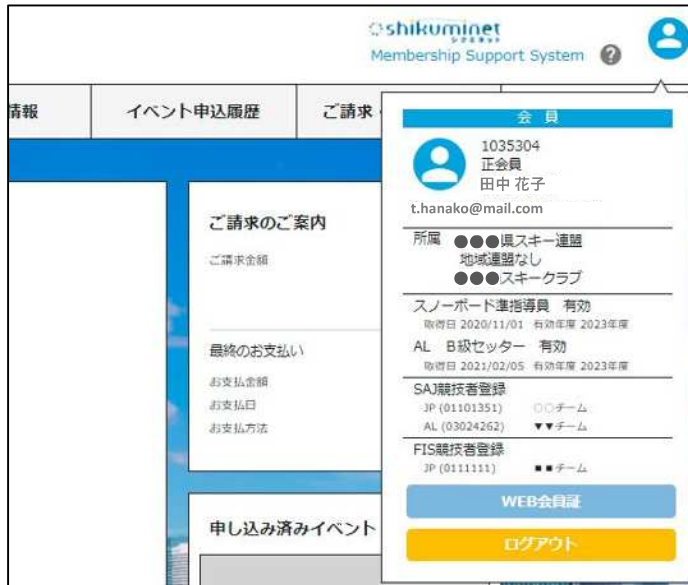 shikuminet
シクミネット
Membership Support System ?
情報
イベント申込履歴
ご請求・
会 員
1035304
正会員
田中 花子
t.hanako@mail.com
所属 ●●●県スキー連盟
地域連盟なし
●●●スキークラブ
スノーボード準指導員 有効
取得日 2020/11/01 有効年度 2023年度
AL B級セッター 有効
取得日 2021/02/05 有効年度 2023年度
SAJ競技者登録
JP (01101351) ○○チーム
AL (03024262) ▼▼チーム
FIS競技者登録
JP (0111111) ■■チーム
WEB会員証
ログアウト
ご請求のご案内
ご請求金額
最終のお支払い
お支払金額
お支払日
お支払方法
申し込み済みイベント